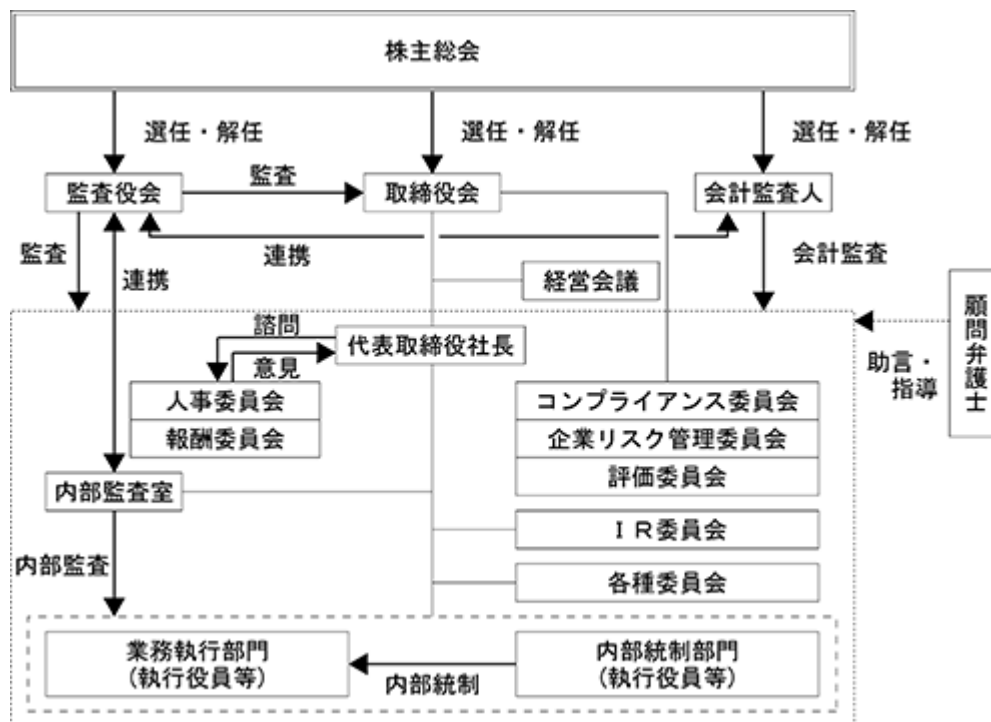 株主総会
選任・解任
選任・解任
選任・解任
監査役会
監査
取締役会
会計監査人
監査
連携
連携
会計監査
経営会議
顧問弁護士
諮問
代表取締役社長
意見
助言・
指導
人事委員会
報酬委員会
コンプライアンス委員会
企業リスク管理委員会
評価委員会
内部監査室
ＩＲ委員会
内部監査
各種委員会
業務執行部門
(執行役員等)
内部統制
内部統制部門
(執行役員等)